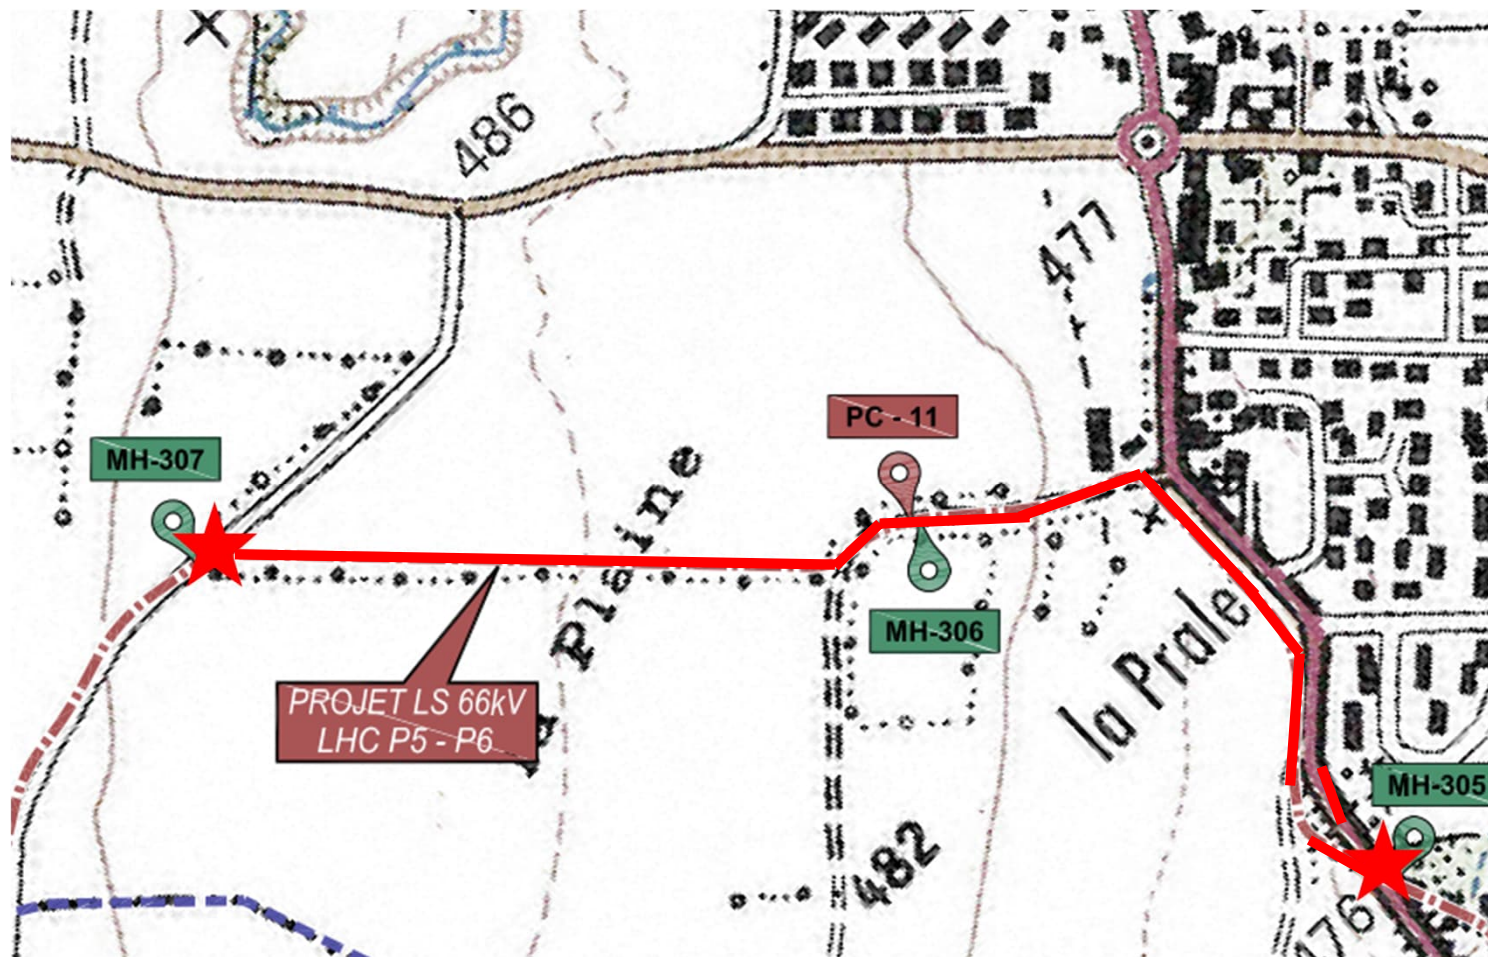 486
477
PC - 11
MH-307
Plaine
MH-306
la Prale
PROJET LS 66kV
LHC P5 - P6
MH-305
482